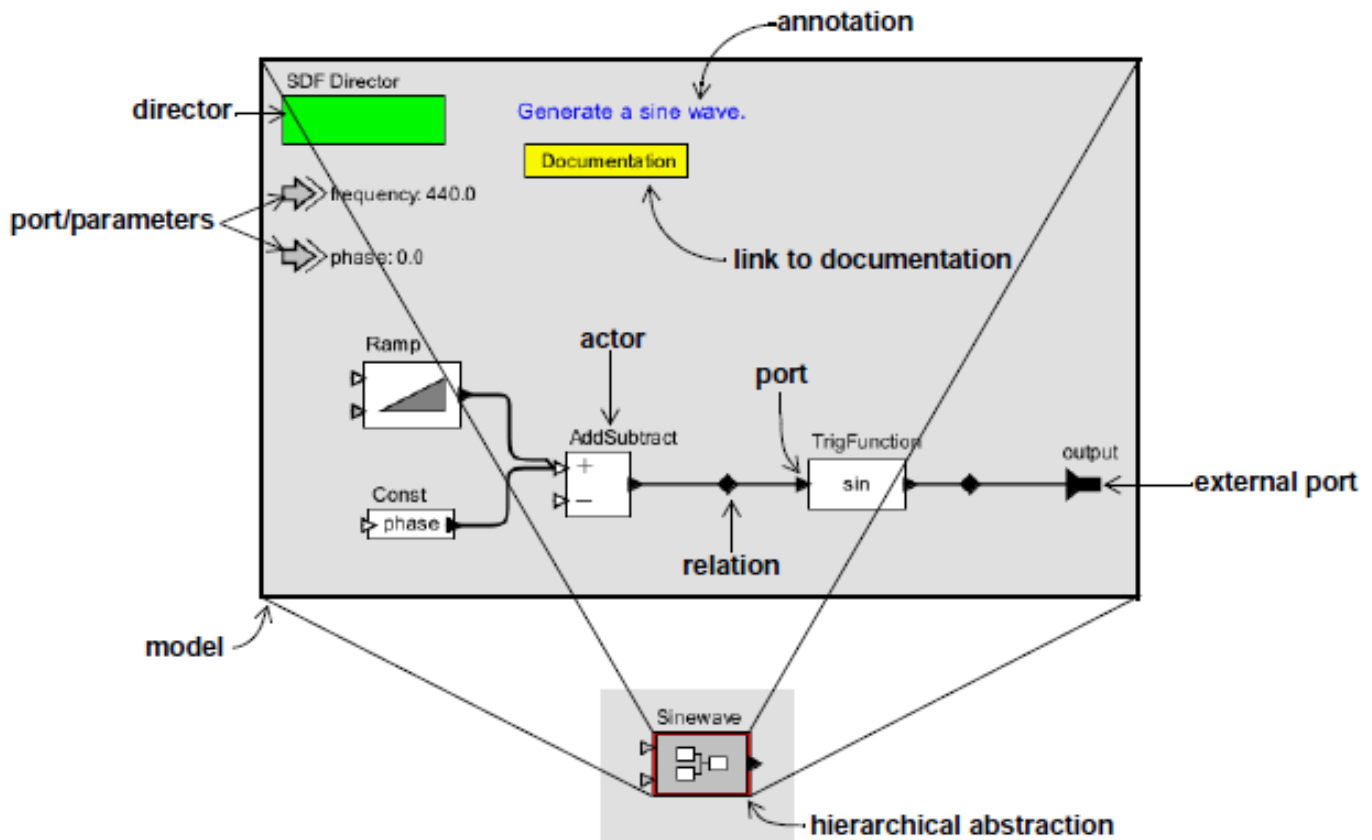 annotation
SDF Director
director
Generate a sine wave.
Documentation
frequency: 440.0
port/parameters
phase: 0.0
link to documentation
actor
Ramp
port
AddSubtract
TrigFunction
output
+
sin
external port
Const
−
phase
relation
model
Sinewave
hierarchical abstraction